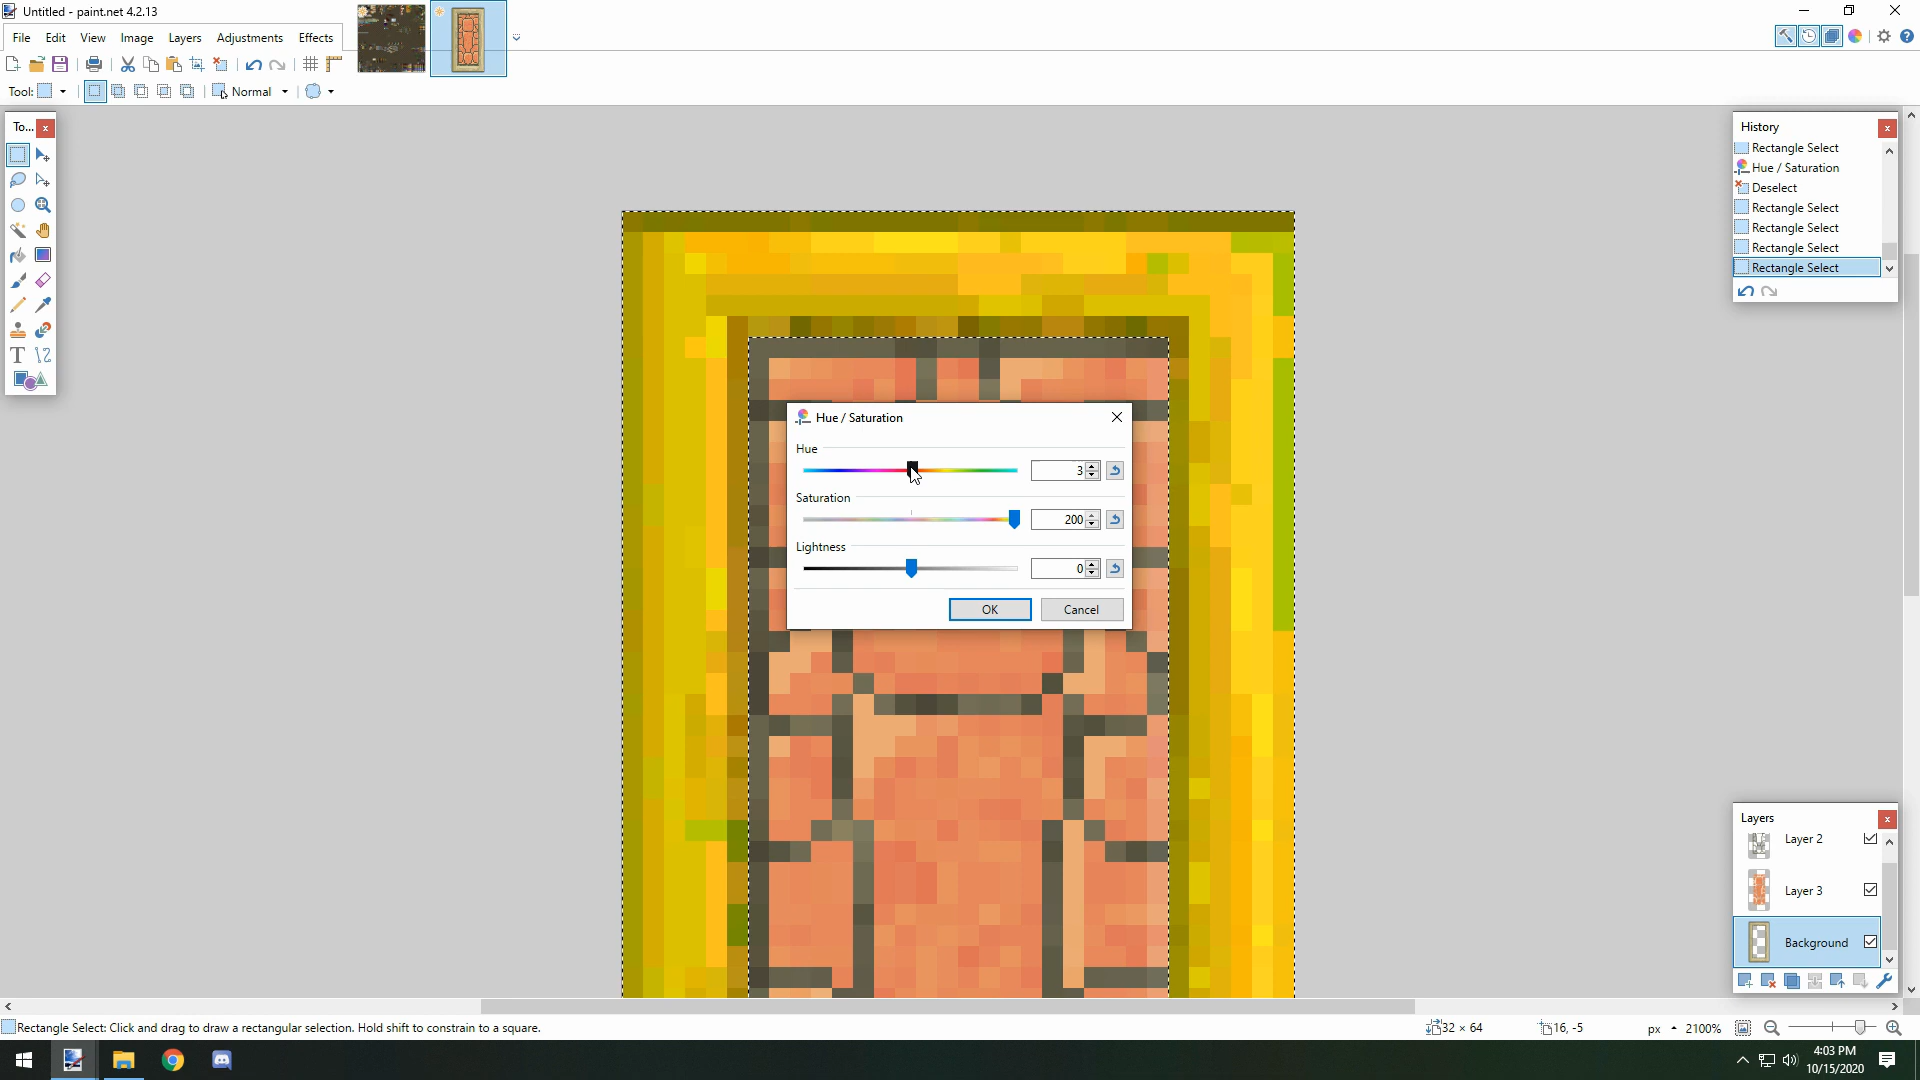 Untitled - paint.net 4.2.13
File Edit View Image Layers Adjustments Effects
Tool: Normal
To...
History
Rectangle Select
Hue / Saturation
Deselect
Rectangle Select
Rectangle Select
Rectangle Select
Rectangle Select
Hue / Saturation
Hue
3
Saturation
200
Lightness
0
OK Cancel
Layers
Layer 2
Layer 3
Background
Rectangle Select: Click and drag to draw a rectangular selection. Hold shift to constrain to a square.
32 × 64 16, -5 px 2100%
4:03 PM
10/15/2020